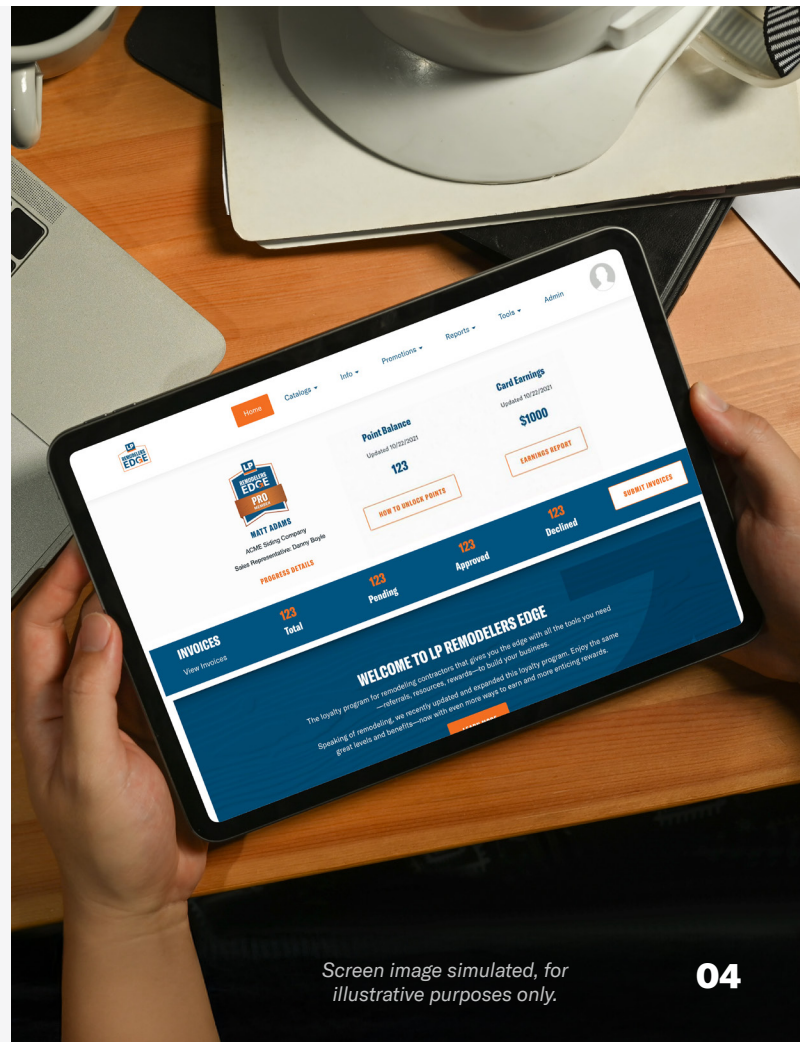 Home
Catalogs
Info
Promotions
Reports
Tools
Admin
LP
REMODELERS
EDGE
LP
REMODELERS
EDGE
PRO
MEMBER
MATT ADAMS
ACME Siding Company
Sales Representative: Danny Boyle
PROGRESS DETAILS
Point Balance
Updated 10/22/2021
123
HOW TO UNLOCK POINTS
Card Earnings
Updated 10/22/2021
$1000
EARNINGS REPORT
INVOICES
View Invoices
123
Total
123
Pending
123
Approved
123
Declined
SUBMIT INVOICES
WELCOME TO LP REMODELERS EDGE
The loyalty program for remodeling contractors that gives you the edge with all the tools you need
—referrals, resources, rewards—to build your business.
Speaking of remodeling, we recently updated and expanded this loyalty program. Enjoy the same
great levels and benefits—now with even more ways to earn and more enticing rewards.
Screen image simulated, for
illustrative purposes only.
04